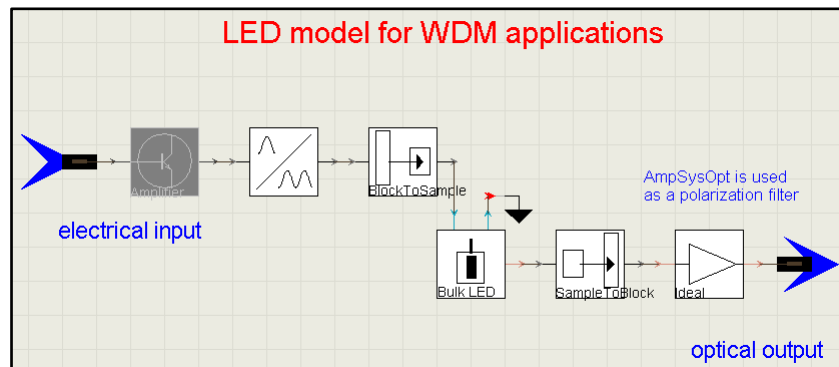 LED model for WDM applications
Amplifier
BlockToSample
AmpSysOpt is used
as a polarization filter
electrical input
Bulk LED
SampleToBlock
Ideal
optical output